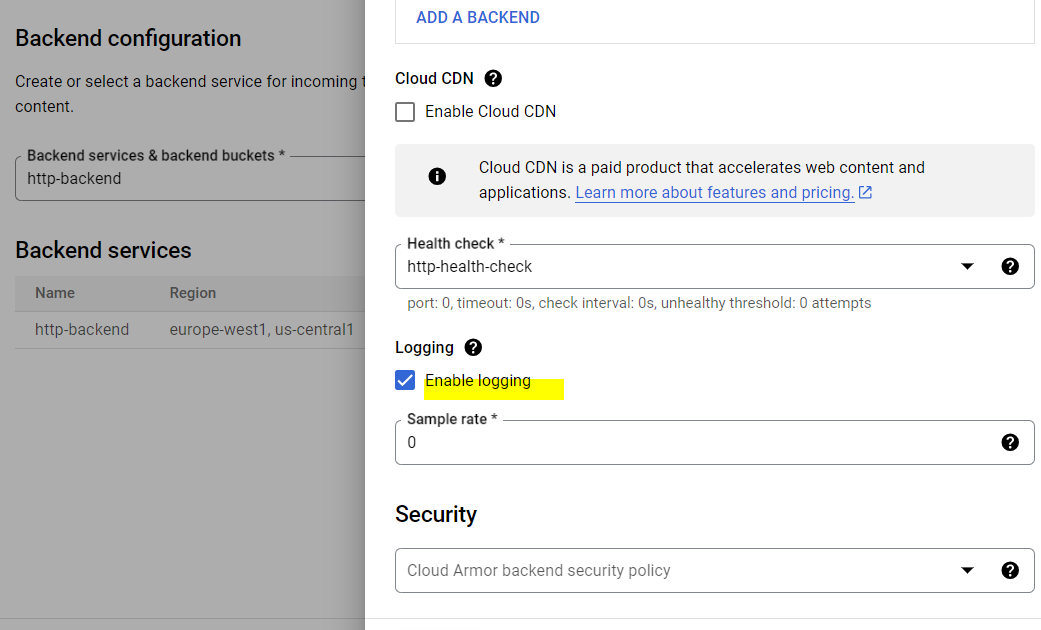 Backend configuration
Create or select a backend service for incoming t
content.
Backend services & backend buckets *
http-backend
Backend services
Name Region
http-backend europe-west1, us-central1
ADD A BACKEND
Cloud CDN
Enable Cloud CDN
Cloud CDN is a paid product that accelerates web content and
applications. Learn more about features and pricing.
Health check *
http-health-check
port: 0, timeout: 0s, check interval: 0s, unhealthy threshold: 0 attempts
Logging
Enable logging
Sample rate *
0
Security
Cloud Armor backend security policy